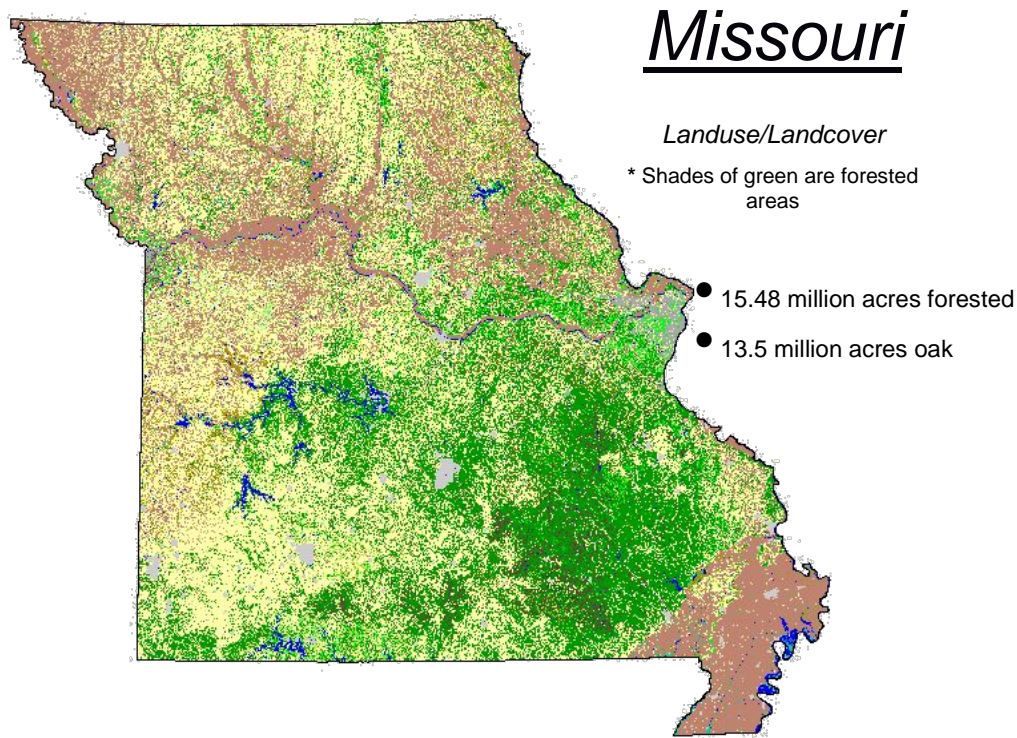 Missouri
Landuse/Landcover
* Shades of green are forested
areas
● 15.48 million acres forested
● 13.5 million acres oak